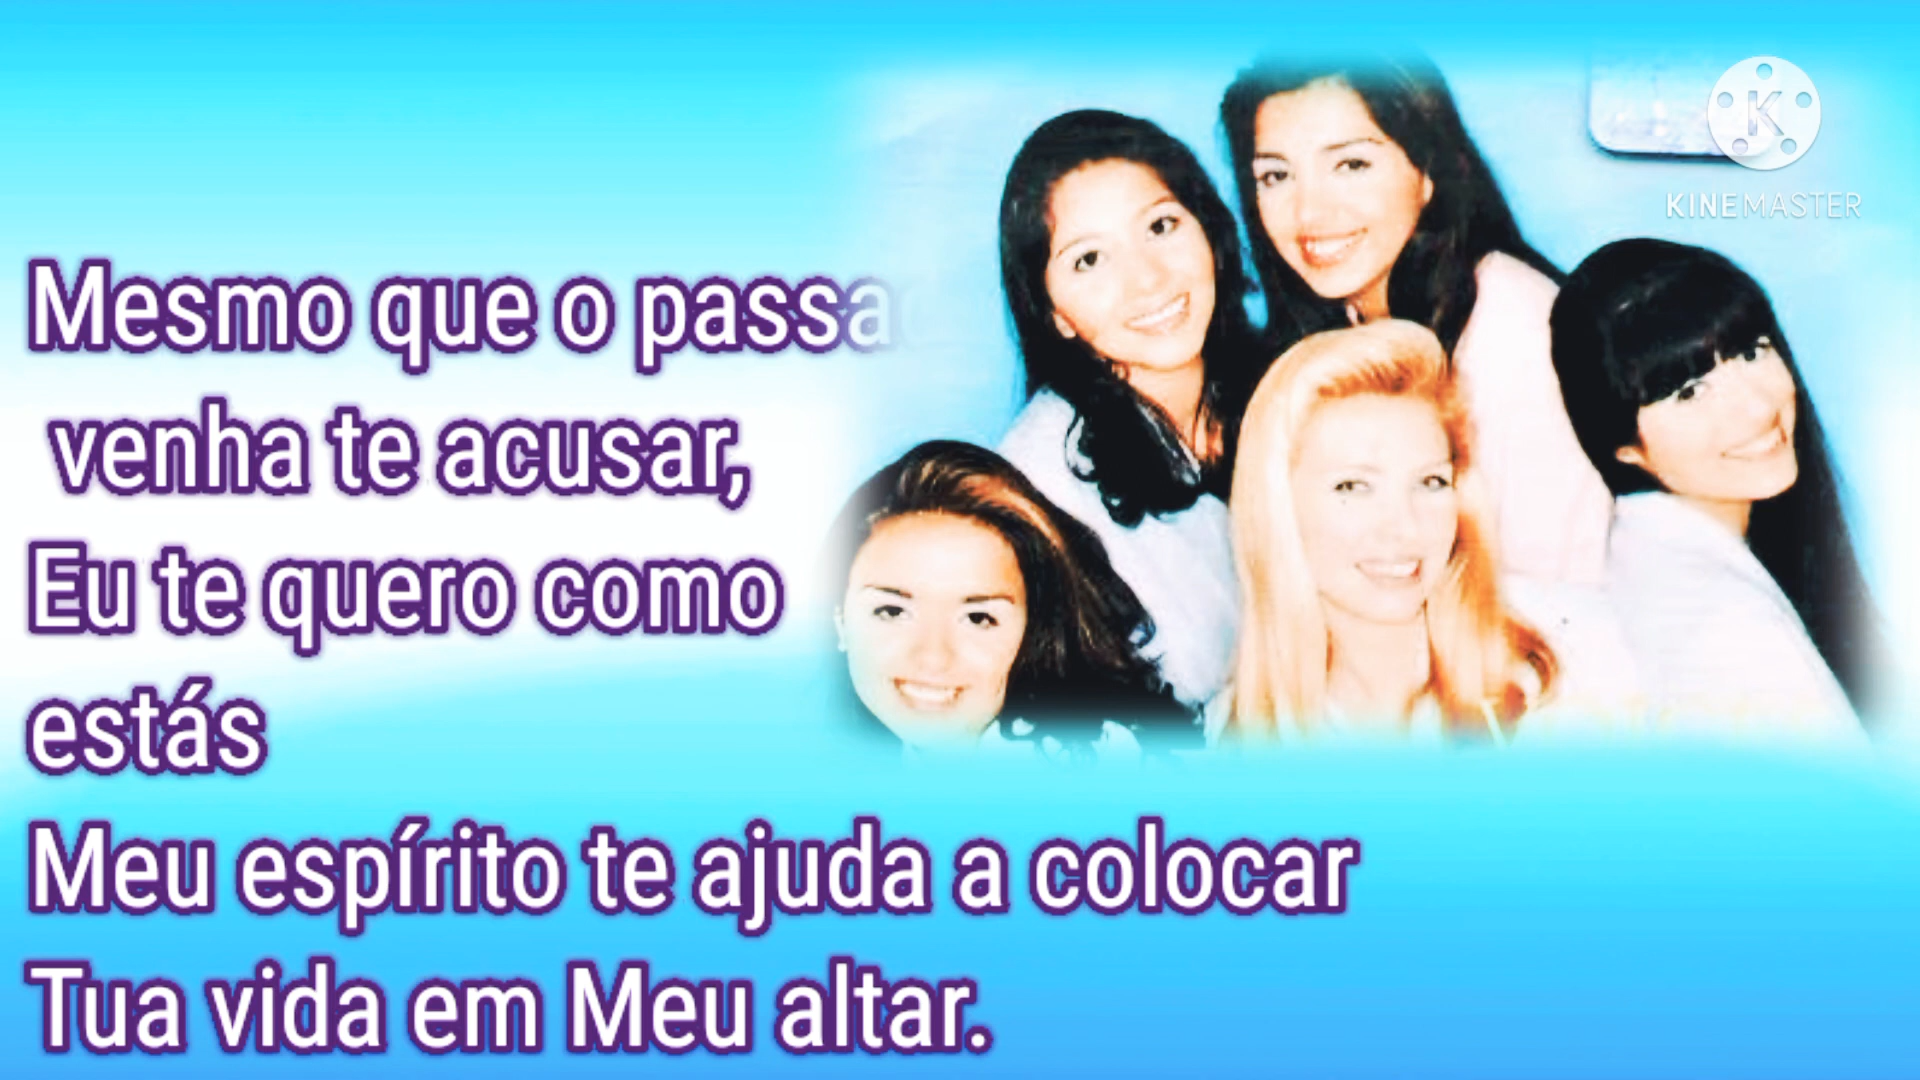 Mesmo que o passa
venha te acusar,
Eu te quero como
estás
Meu espírito te ajuda a colocar
Tua vida em Meu altar.
K
KINEMASTER